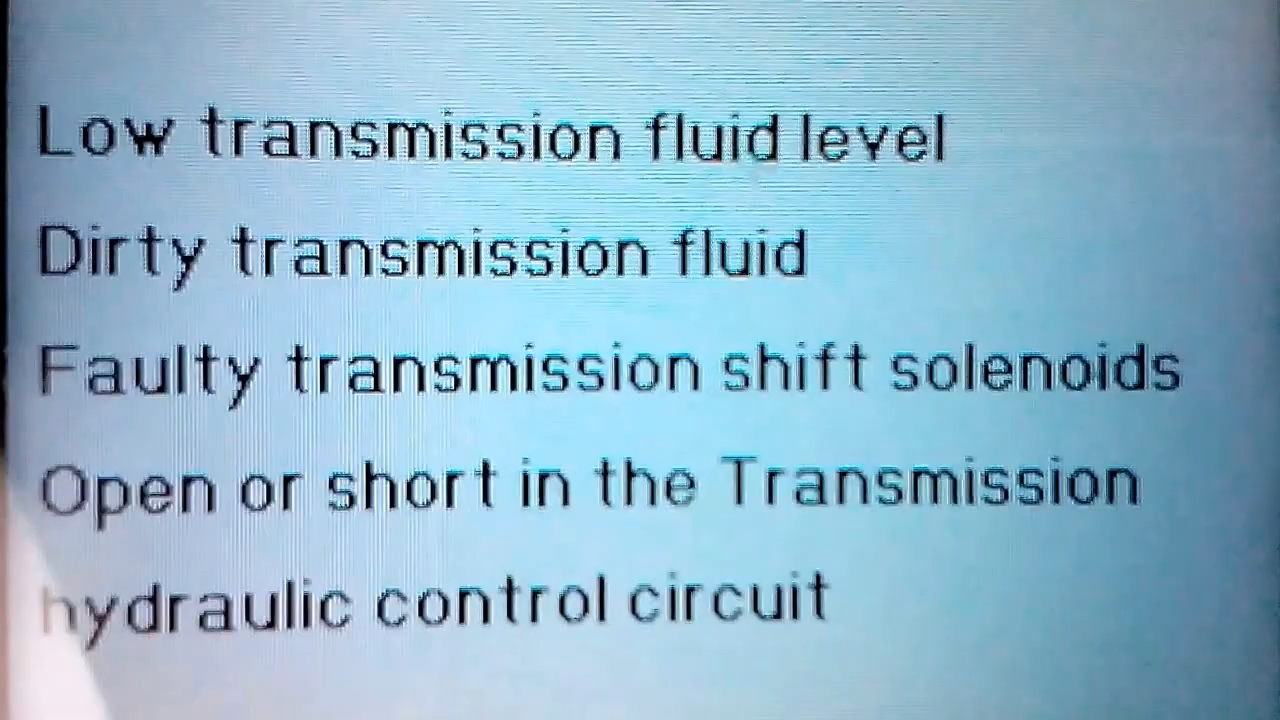 Low transmission fluid level
Dirty transmission fluid
Faulty transmission shift solenoids
Open or short in the Transmission
hydraulic control circuit